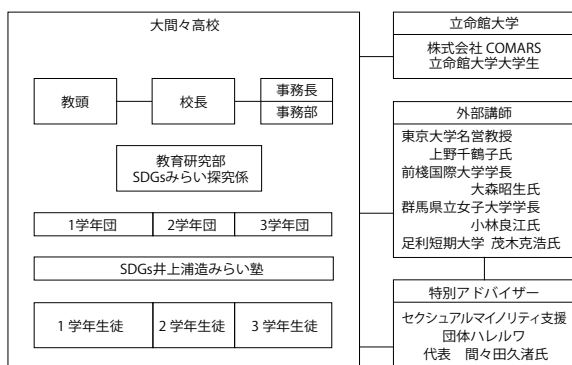 大間々高校
教頭
校長
事務長
事務部
教育研究部
SDGsみらい探究係
1学年団
2学年団
3学年団
SDGs井上浦造みらい塾
1 学年生徒
2 学年生徒
3 学年生徒
立命館大学
株式会社 COMARS
立命館大学大学生
外部講師
東京大学名営教授
上野千鶴子氏
前橋国際大学学長
大森昭生氏
群馬県立女子大学学長
小林良江氏
足利短期大学 茂木克浩氏
特別アドバイザー
セクシュアルマイノリティ支援
団体ハレルワ
代表 間々田久渚氏